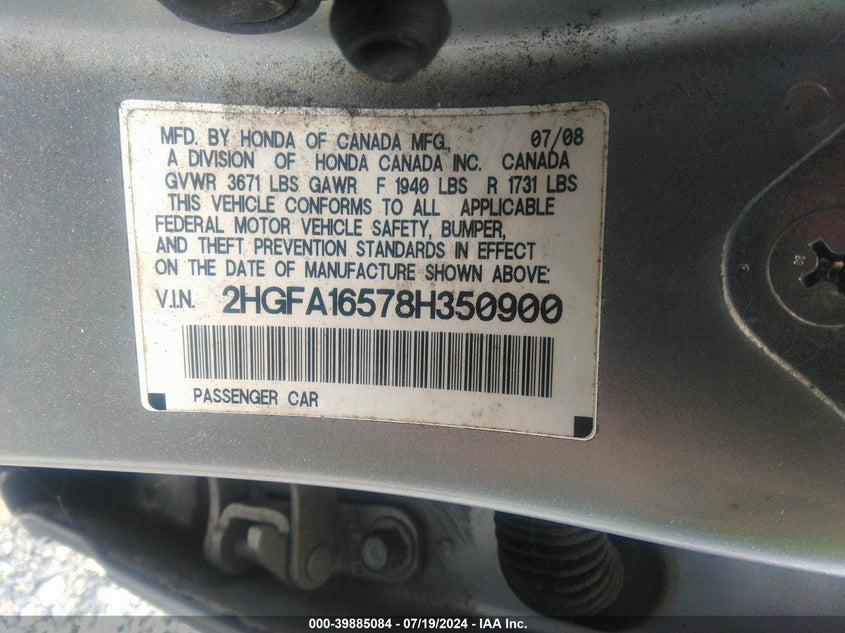 MFD. BY HONDA OF CANADA MFG., 07/08
A DIVISION OF HONDA CANADA INC. CANADA
GVWR 3671 LBS GAWR F 1940 LBS R 1731 LBS
THIS VEHICLE CONFORMS TO ALL APPLICABLE
FEDERAL MOTOR VEHICLE SAFETY, BUMPER,
AND THEFT PREVENTION STANDARDS IN EFFECT
ON THE DATE OF MANUFACTURE SHOWN ABOVE:
V.I.N. 2HGFA16578H350900
PASSENGER CAR
000-39885084 - 07/19/2024 - IAA Inc.